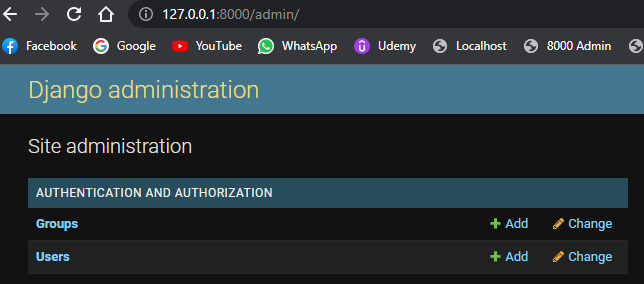 127.0.0.1:8000/admin/
Facebook Google YouTube WhatsApp Udemy Localhost 8000 Admin
Django administration
Site administration
AUTHENTICATION AND AUTHORIZATION
Groups Add Change
Users Add Change